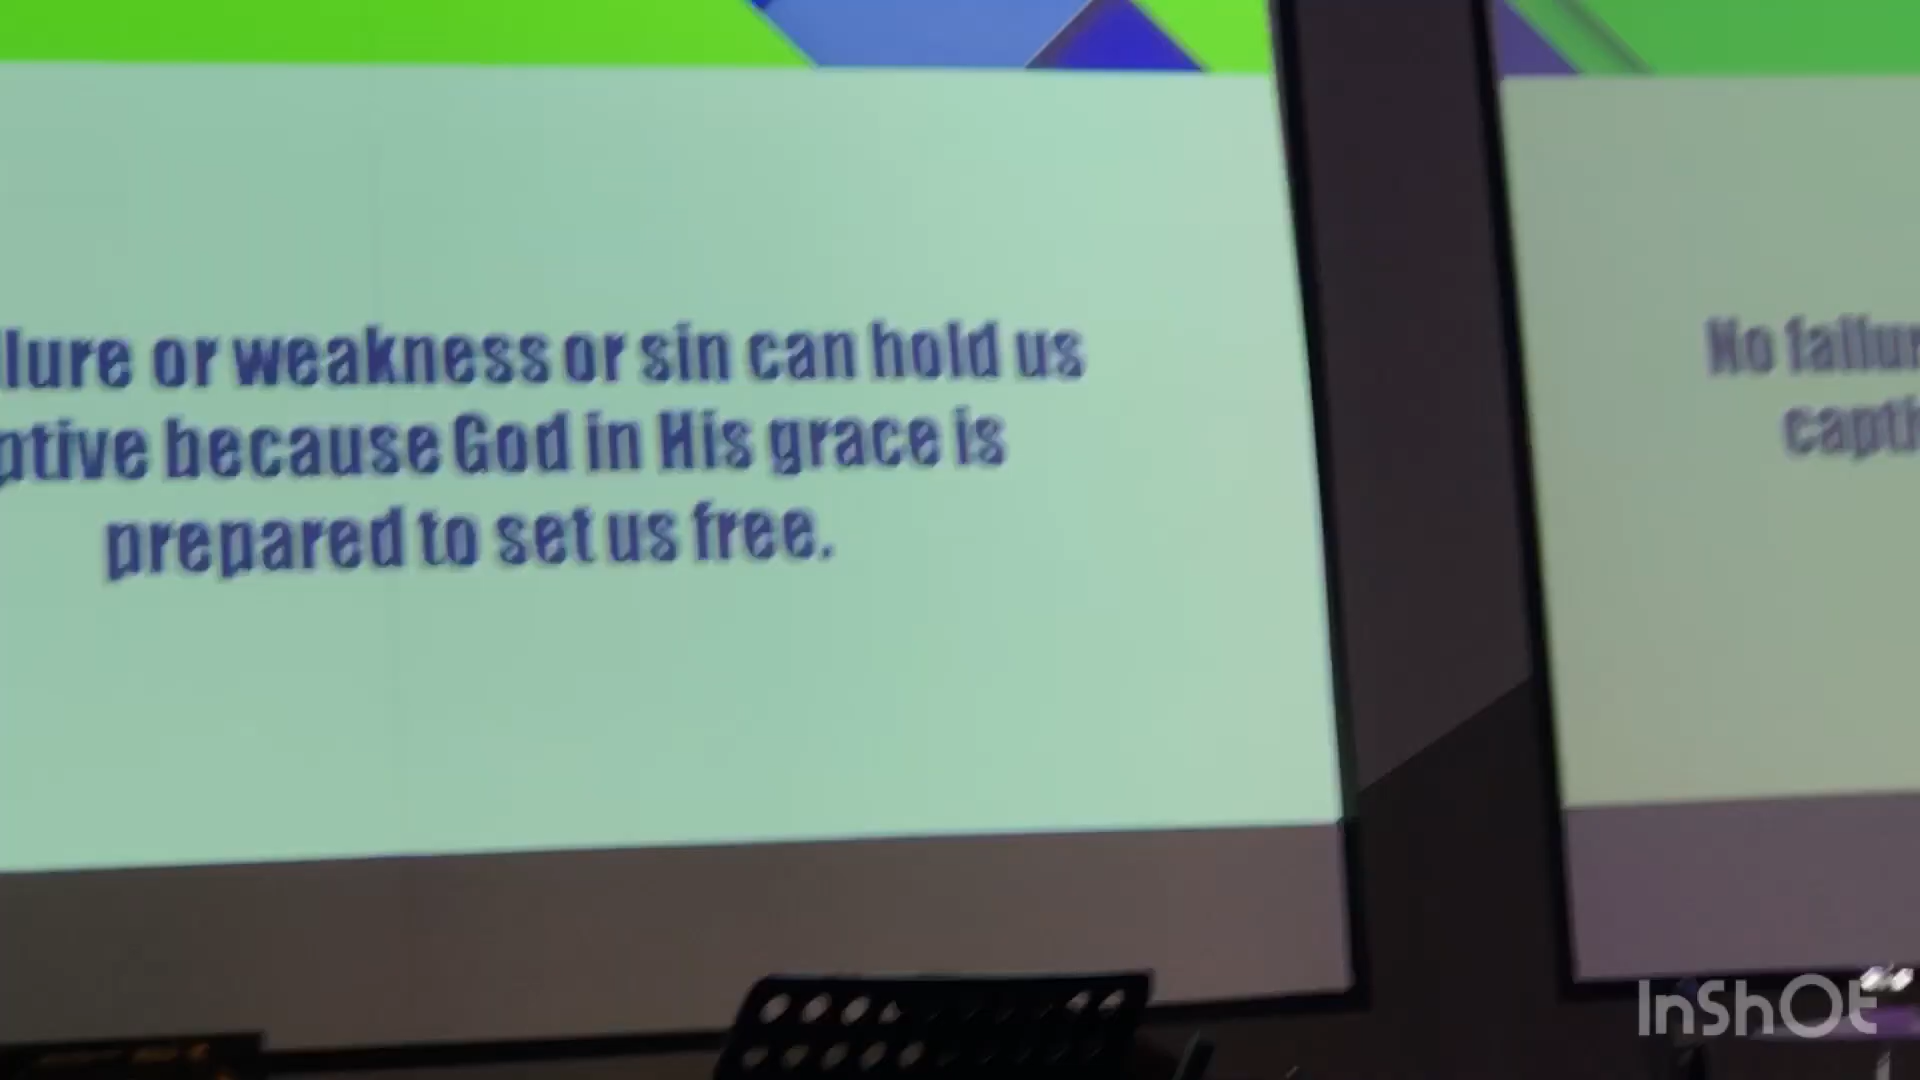 llure or weakness or sin can hold us
ptive because God in His grace is
prepared to set us free.
No failur
capti
InShOt